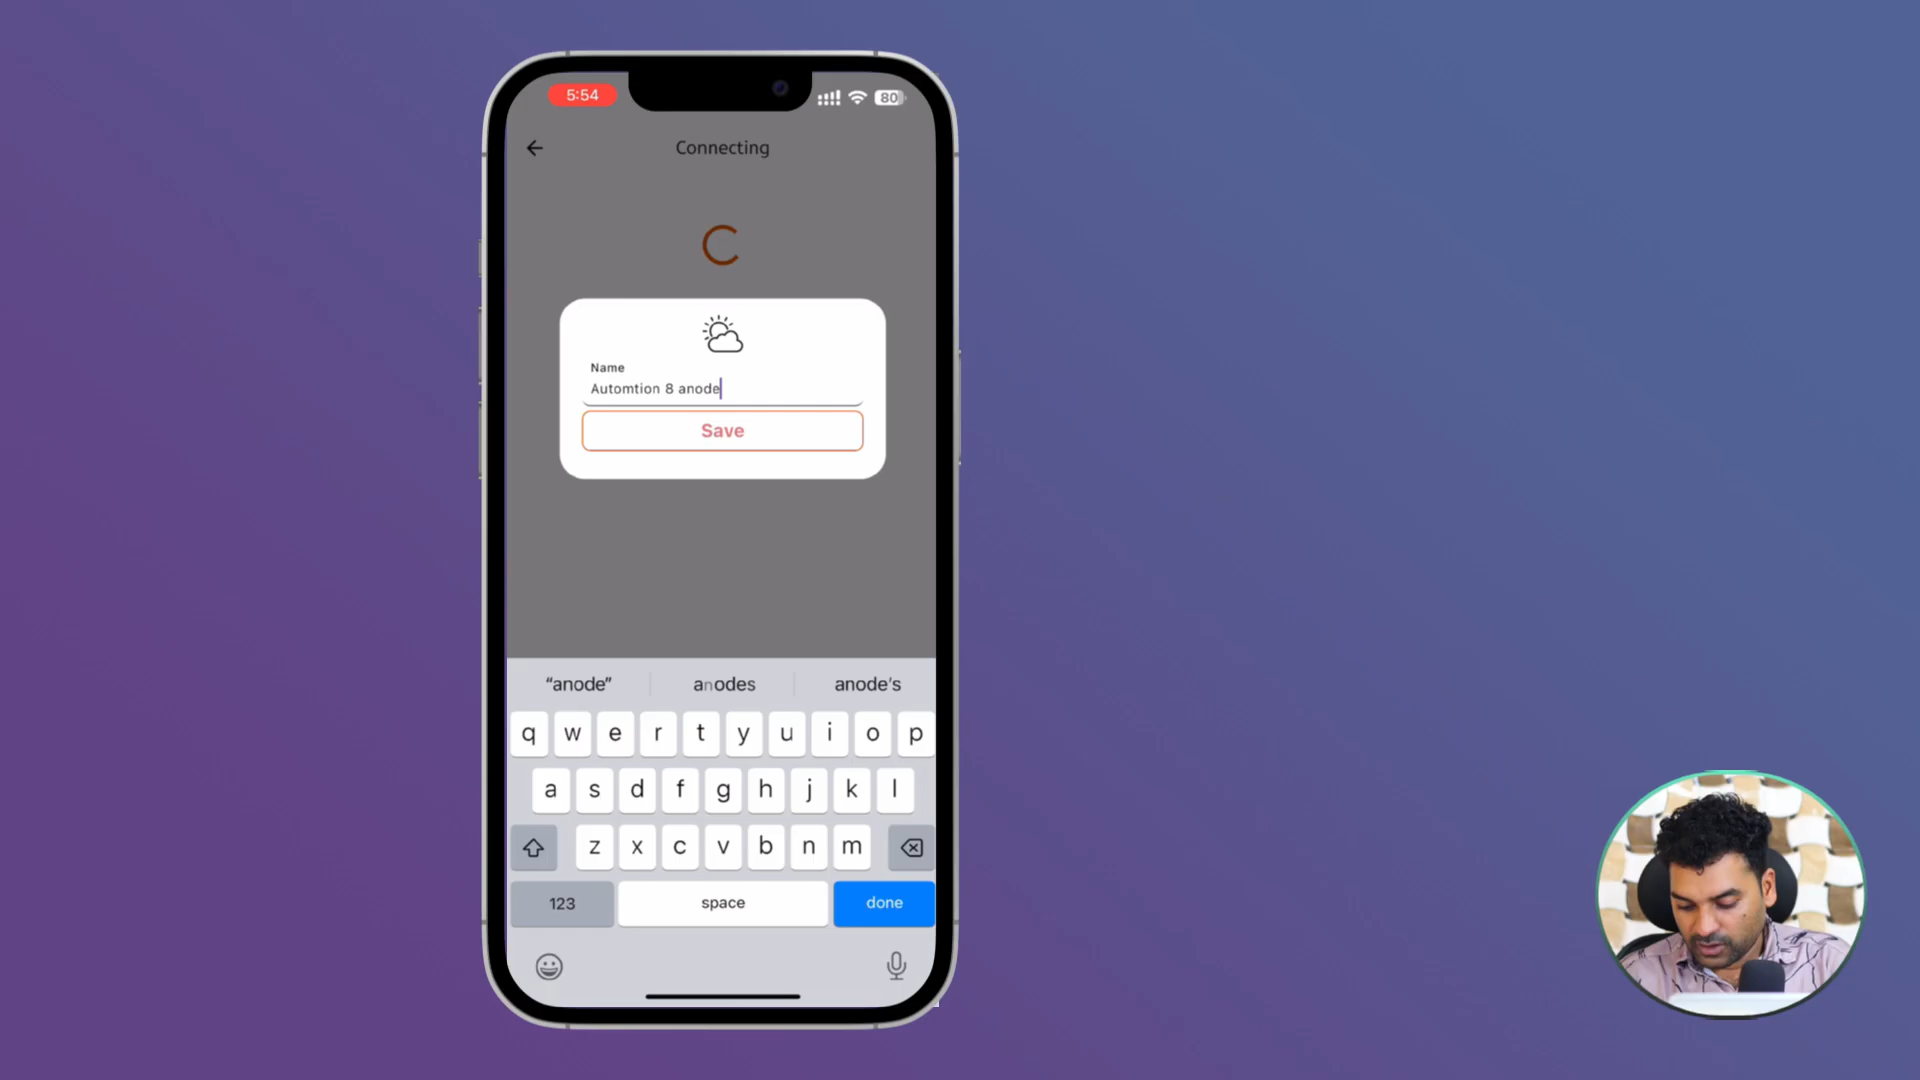 5:54
80
Connecting
Name
Automtion 8 anode
Save
“anode”
anodes
anode's
q w e r t y u i o p
a s d f g h j k l
z x c v b n m
123
space
done